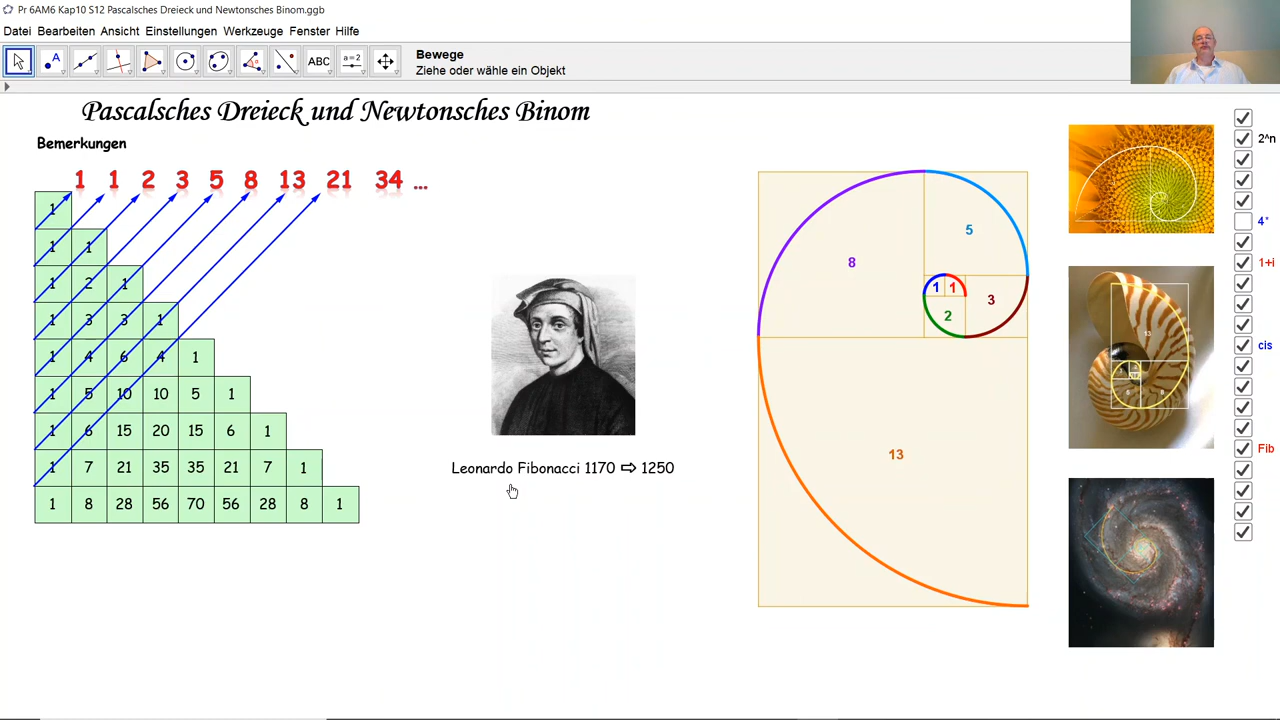 Pr 6AM6 Kap10 S12 Pascalsches Dreieck und Newtonsches Binom.ggb
Datei Bearbeiten Ansicht Einstellungen Werkzeuge Fenster Hilfe
A ABC a=2
Bewege
Ziehe oder wähle ein Objekt
Pascalsches Dreieck und Newtonsches Binom
Bemerkungen
1 1 2 3 5 8 13 21 34 ...
1
1 1
1 2 1
1 3 3 1
1 4 6 4 1
1 5 10 10 5 1
1 6 15 20 15 6 1
1 7 21 35 35 21 7 1
1 8 28 56 70 56 28 8 1
Leonardo Fibonacci 1170 ⇨ 1250
5
8
1 1
3
2
13
13
8
2^n
4*
1+i
cis
Fib